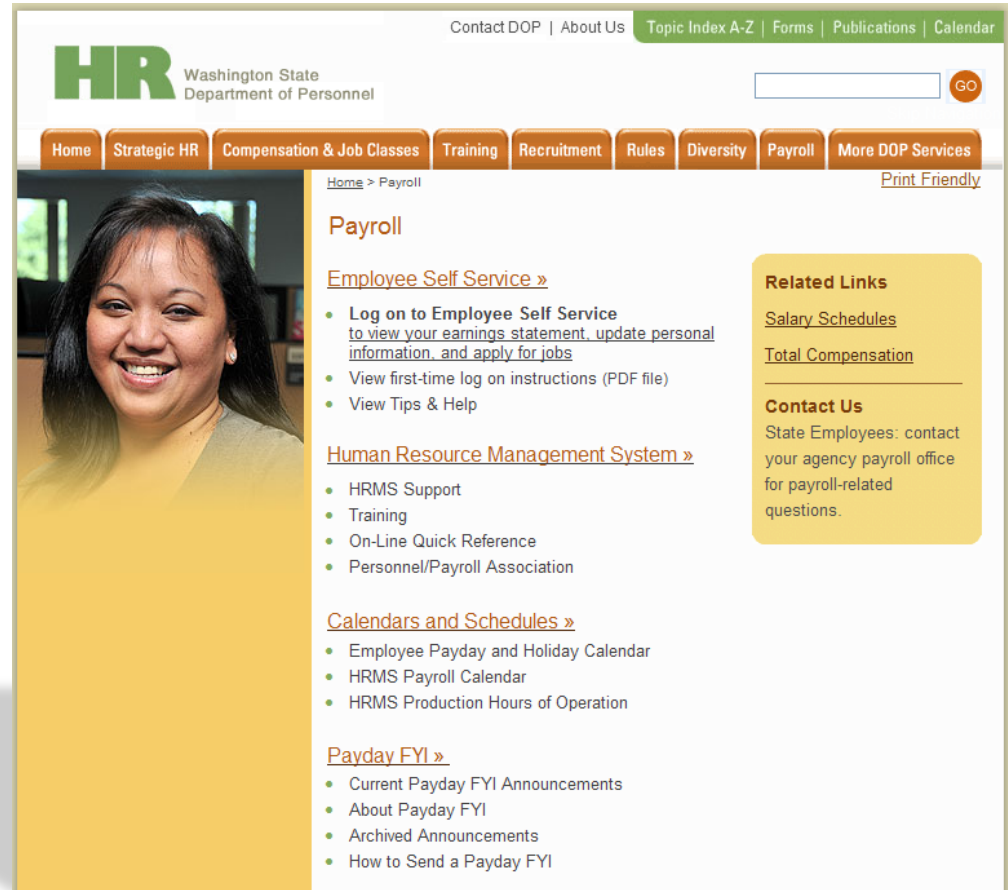 Contact DOP | About Us Topic Index A-Z | Forms | Publications | Calendar
HR Washington State
Department of Personnel
GO
Home Strategic HR Compensation & Job Classes Training Recruitment Rules Diversity Payroll More DOP Services
Home > Payroll
Print Friendly
Payroll
Employee Self Service »
• Log on to Employee Self Service
to view your earnings statement, update personal
information, and apply for jobs
• View first-time log on instructions (PDF file)
• View Tips & Help
Human Resource Management System »
• HRMS Support
• Training
• On-Line Quick Reference
• Personnel/Payroll Association
Calendars and Schedules »
• Employee Payday and Holiday Calendar
• HRMS Payroll Calendar
• HRMS Production Hours of Operation
Payday FYI »
• Current Payday FYI Announcements
• About Payday FYI
• Archived Announcements
• How to Send a Payday FYI
Related Links
Salary Schedules
Total Compensation
Contact Us
State Employees: contact
your agency payroll office
for payroll-related
questions.